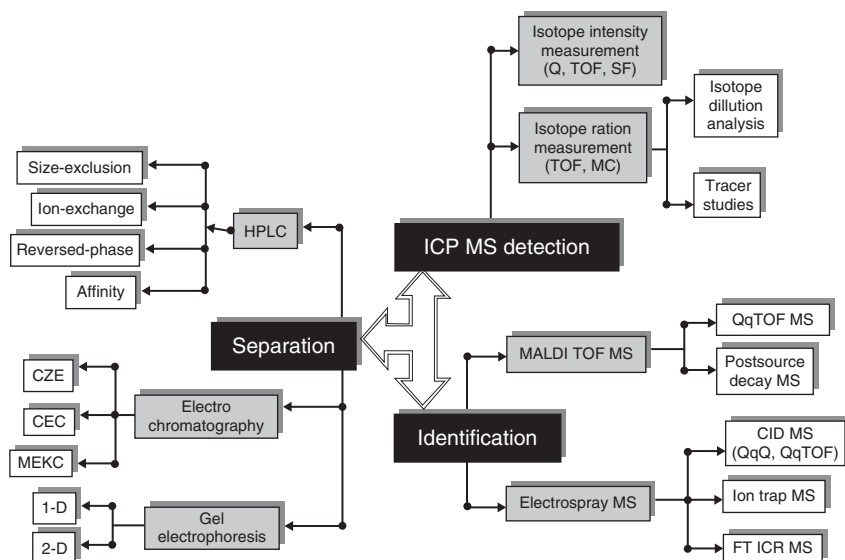 Isotope intensity
measurement
(Q, TOF, SF)
Isotope ration
measurement
(TOF, MC)
Isotope
dillution
analysis
Tracer
studies
ICP MS detection
Size-exclusion
Ion-exchange
Reversed-phase
Affinity
HPLC
Separation
CZE
CEC
MEKC
Electro
chromatography
1-D
2-D
Gel
electrophoresis
Identification
MALDI TOF MS
QqTOF MS
Postsource
decay MS
Electrospray MS
CID MS
(QqQ, QqTOF)
Ion trap MS
FT ICR MS